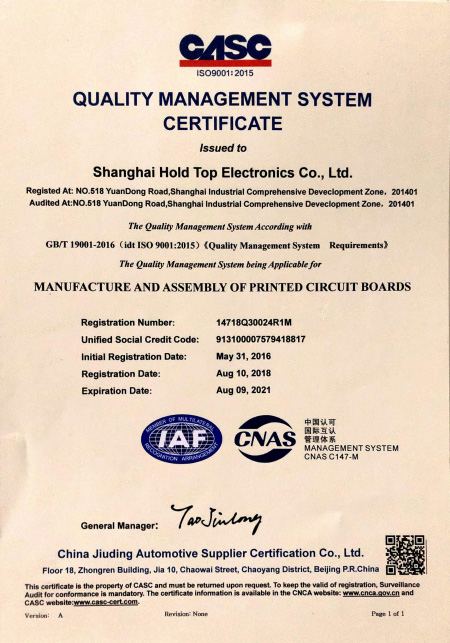 CASC
ISO9001:2015
QUALITY MANAGEMENT SYSTEM
CERTIFICATE
Issued to
Shanghai Hold Top Electronics Co., Ltd.
Registed At: NO.518 YuanDong Road,Shanghai Industrial Comprehensive Deveclopment Zone, 201401
Audited At:NO.518 YuanDong Road,Shanghai Industrial Comprehensive Deveclopment Zone, 201401
The Quality Management System According with
GB/T 19001-2016 (idt ISO 9001:2015)《Quality Management System Requirements》
The Quality Management System being Applicable for
MANUFACTURE AND ASSEMBLY OF PRINTED CIRCUIT BOARDS
Registration Number: 14718Q30024R1M
Unified Social Credit Code: 913100007579418817
Initial Registration Date: May 31, 2016
Registration Date: Aug 10, 2018
Expiration Date: Aug 09, 2021
MEMBER OF MULTILATERAL
IAF
RECOGNITION ARRANGEMENT
CNAS
中国认可
国际互认
管理体系
MANAGEMENT SYSTEM
CNAS C147-M
General Manager: Tao Jinlong
China Jiuding Automotive Supplier Certification Co., Ltd.
Floor 18, Zhongren Building, Jia 10, Chaowai Street, Chaoyang District, Beijing P.R.China
This certificate is the property of CASC and must be returned upon request. To keep the valid of registration, Surveillance
Audit for conformance is mandatory. The certificate information is available in the CNCA website: www.cnca.gov.cn and
CASC website:www.casc-cert.com.
Version: A Revision: None Page 1 of 1